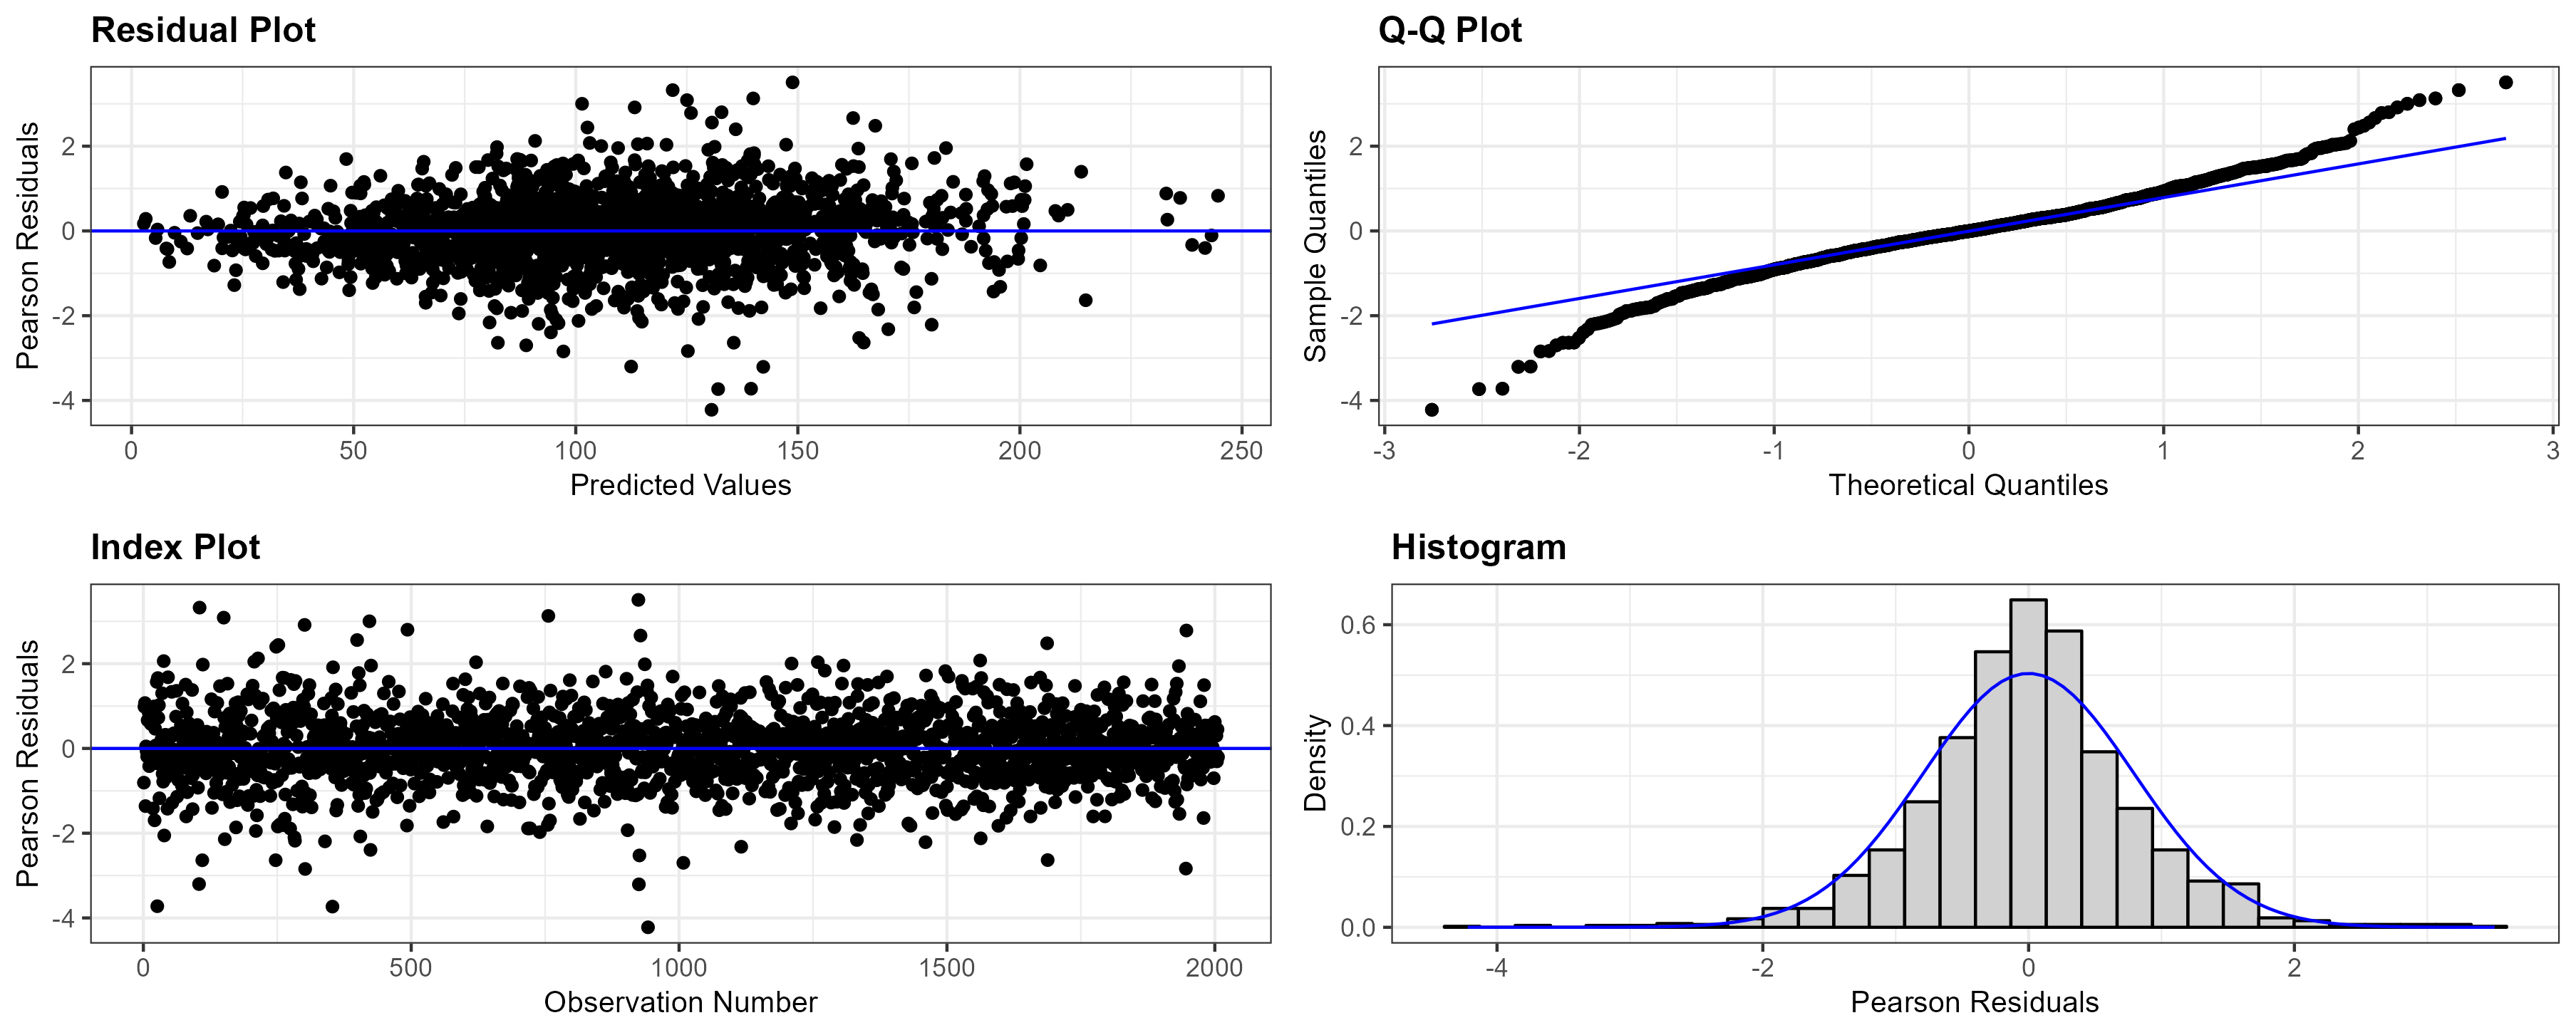 Residual Plot
Pearson Residuals
2
0
-2
-4
0 50 100 150 200 250
Predicted Values
Q-Q Plot
Sample Quantiles
2
0
-2
-4
-3 -2 -1 0 1 2 3
Theoretical Quantiles
Index Plot
Pearson Residuals
2
0
-2
-4
0 500 1000 1500 2000
Observation Number
Histogram
Density
0.6
0.4
0.2
0.0
-4 -2 0 2
Pearson Residuals